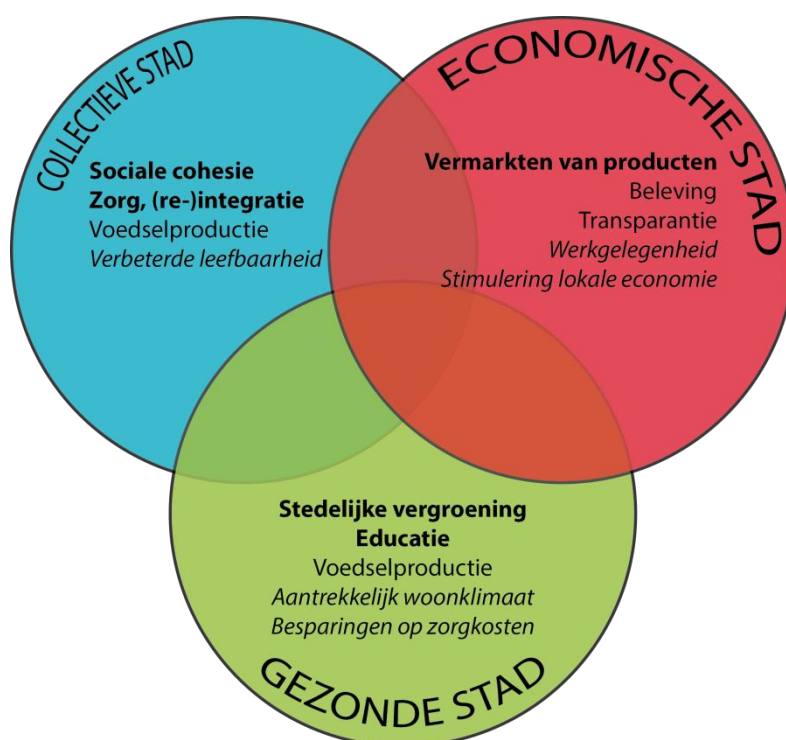 COLLECTIEVE STAD
Sociale cohesie
Zorg, (re-)integratie
Voedselproductie
Verbeterde leefbaarheid
ECONOMISCHE STAD
Vermarkten van producten
Beleving
Transparantie
Werkgelegenheid
Stimulering lokale economie
Stedelijke vergroening
Educatie
Voedselproductie
Aantrekkelijk woonklimaat
Besparingen op zorgkosten
GEZONDE STAD